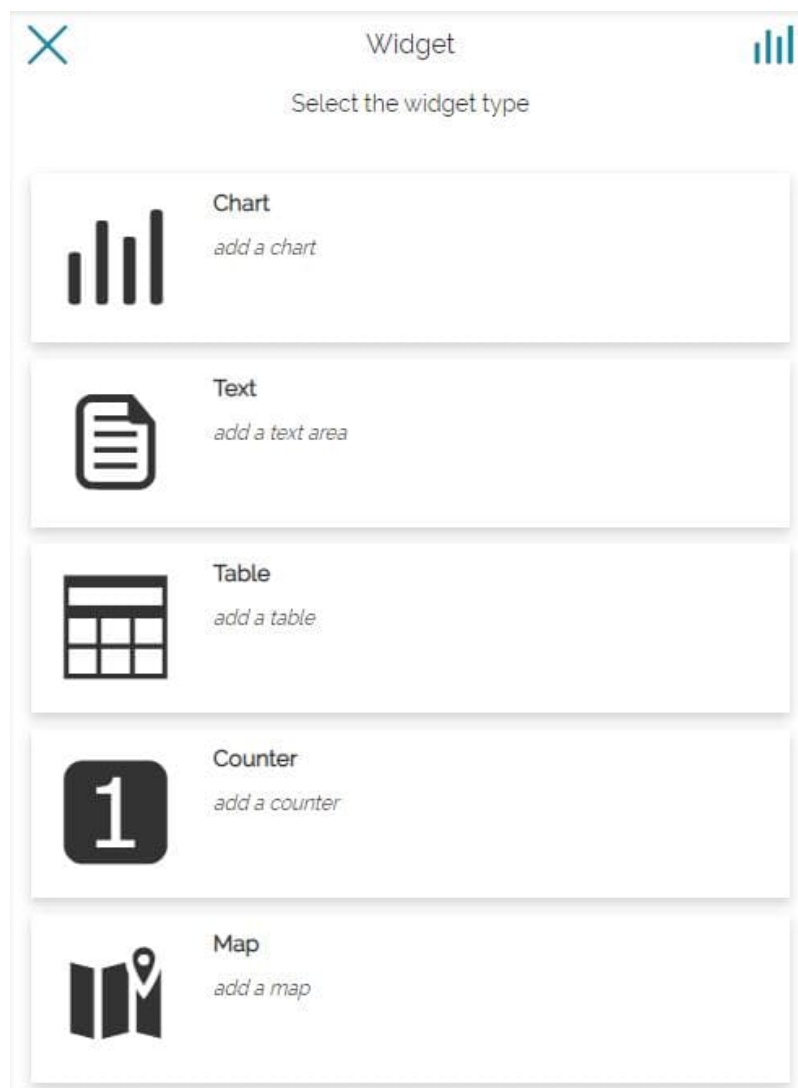 Widget
Select the widget type
Chart
add a chart
Text
add a text area
Table
add a table
1
Counter
add a counter
Map
add a map